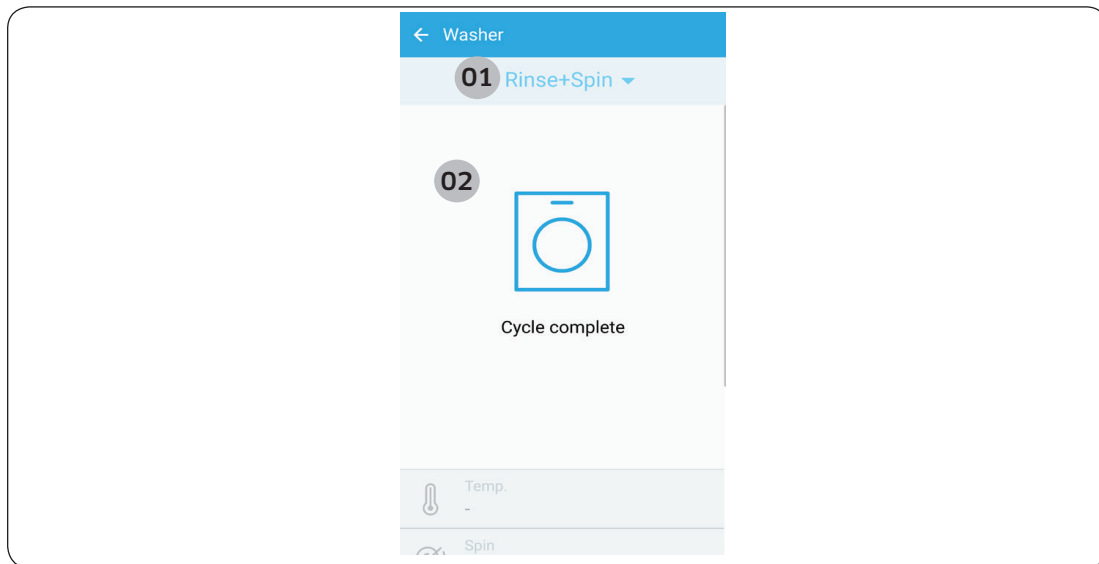 ← Washer
01 Rinse+Spin
02
Cycle complete
Temp.
-
Spin